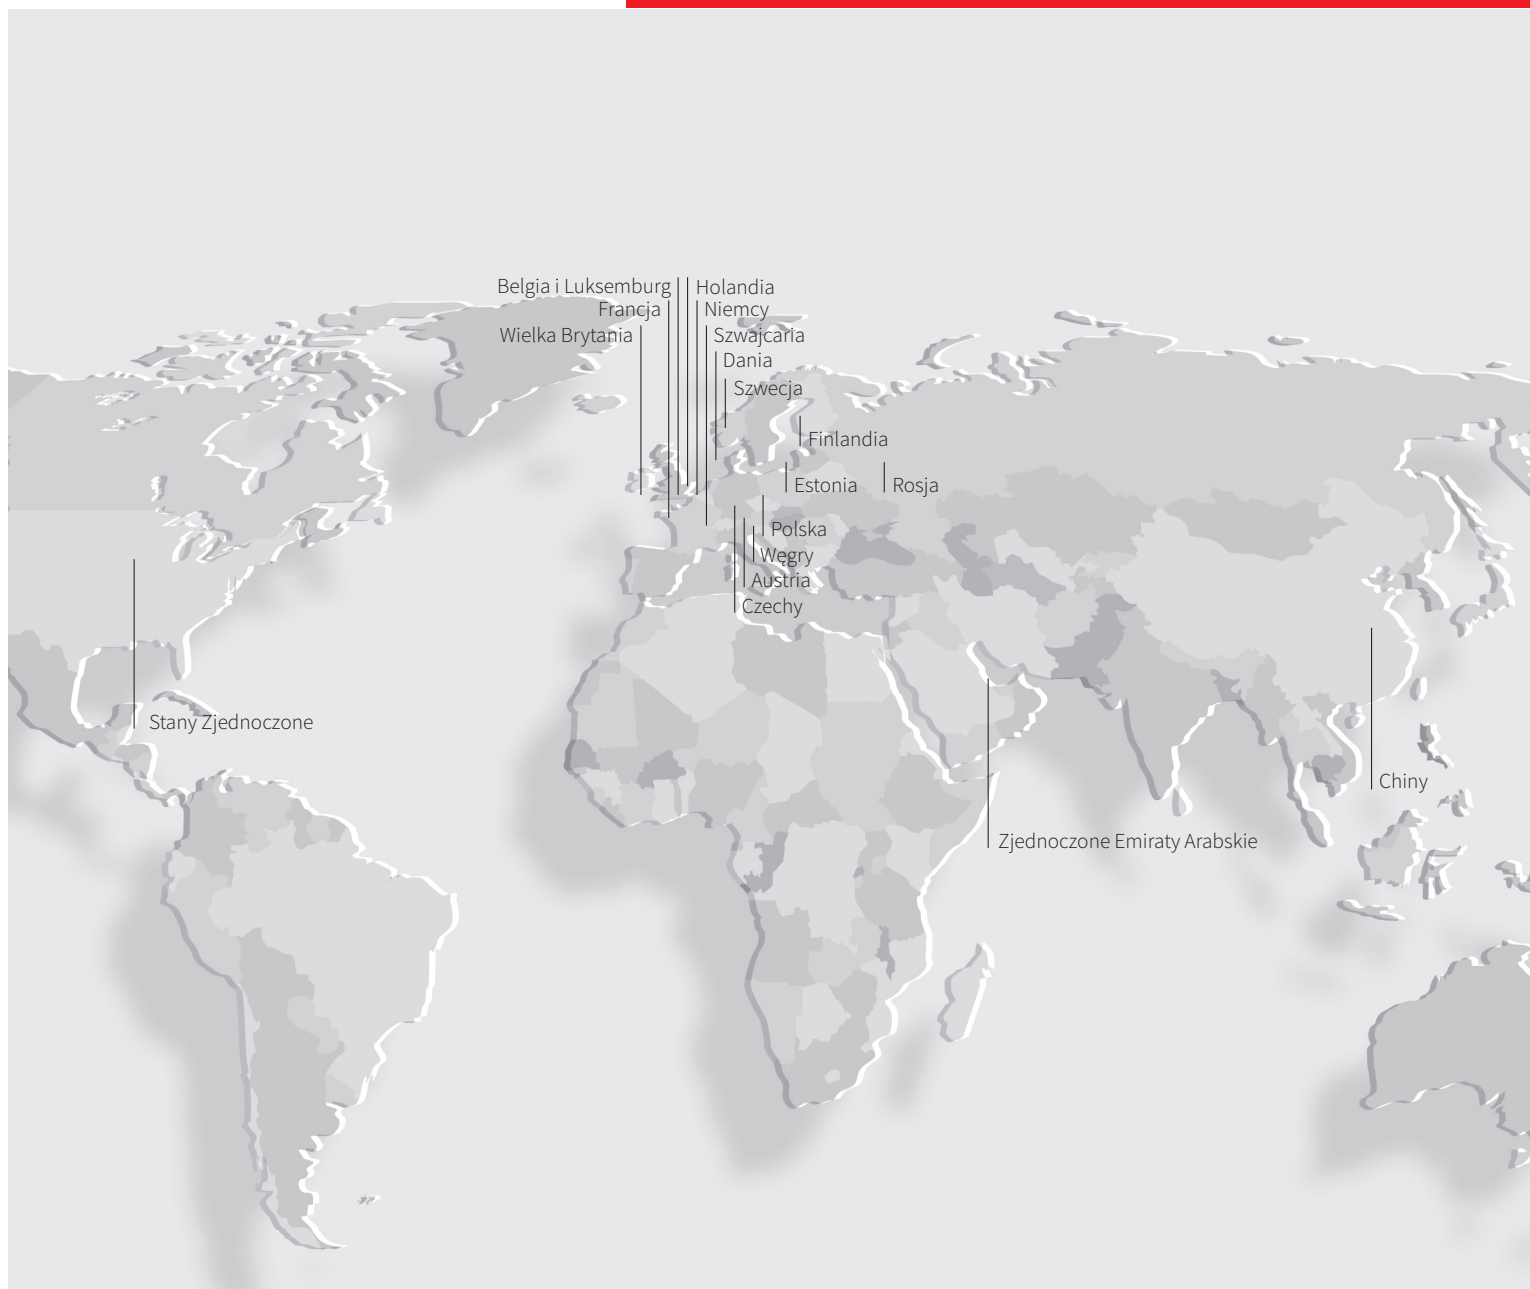 Belgia i Luksemburg
Holandia
Francja
Niemcy
Wielka Brytania
Szwajcaria
Dania
Szwecja
Finlandia
Estonia
Rosja
Polska
Węgry
Austria
Czechy
Stany Zjednoczone
Chiny
Zjednoczone Emiraty Arabskie